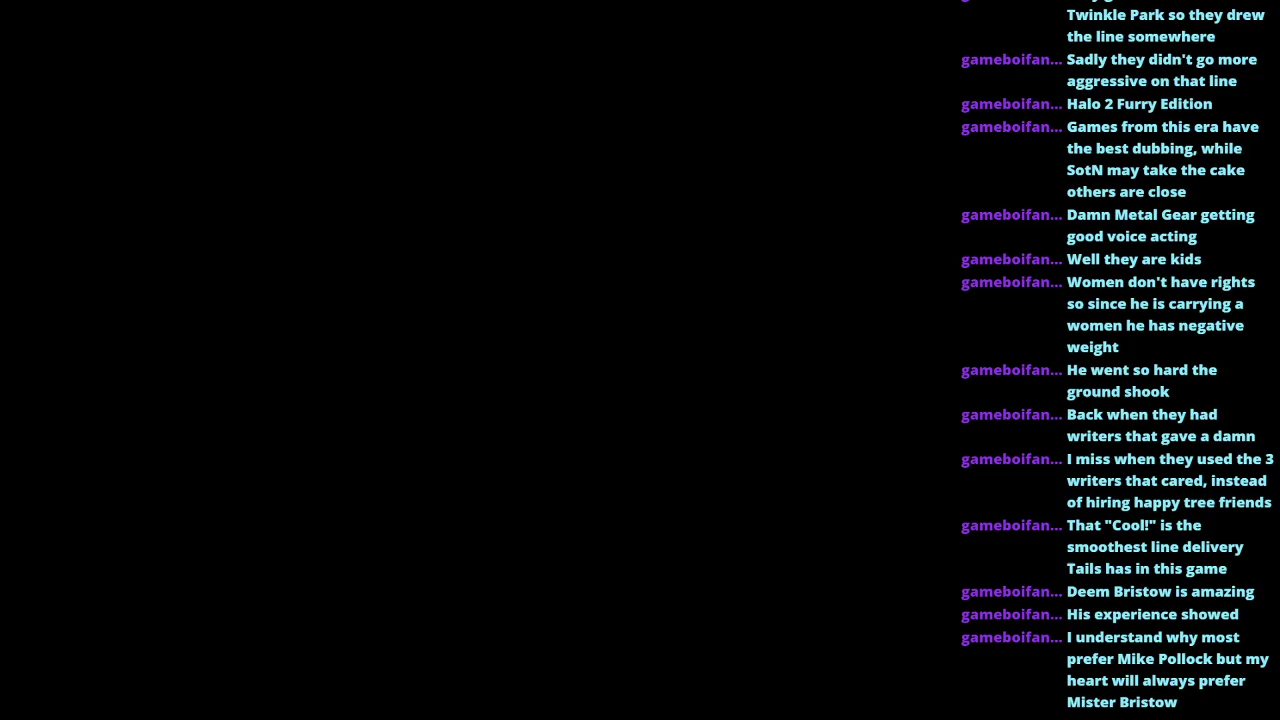 Twinkle Park so they drew
the line somewhere
gameboifan... Sadly they didn't go more
aggressive on that line
gameboifan... Halo 2 Furry Edition
gameboifan... Games from this era have
the best dubbing, while
SotN may take the cake
others are close
gameboifan... Damn Metal Gear getting
good voice acting
gameboifan... Well they are kids
gameboifan... Women don't have rights
so since he is carrying a
women he has negative
weight
gameboifan... He went so hard the
ground shook
gameboifan... Back when they had
writers that gave a damn
gameboifan... I miss when they used the 3
writers that cared, instead
of hiring happy tree friends
gameboifan... That "Cool!" is the
smoothest line delivery
Tails has in this game
gameboifan... Deem Bristow is amazing
gameboifan... His experience showed
gameboifan... I understand why most
prefer Mike Pollock but my
heart will always prefer
Mister Bristow